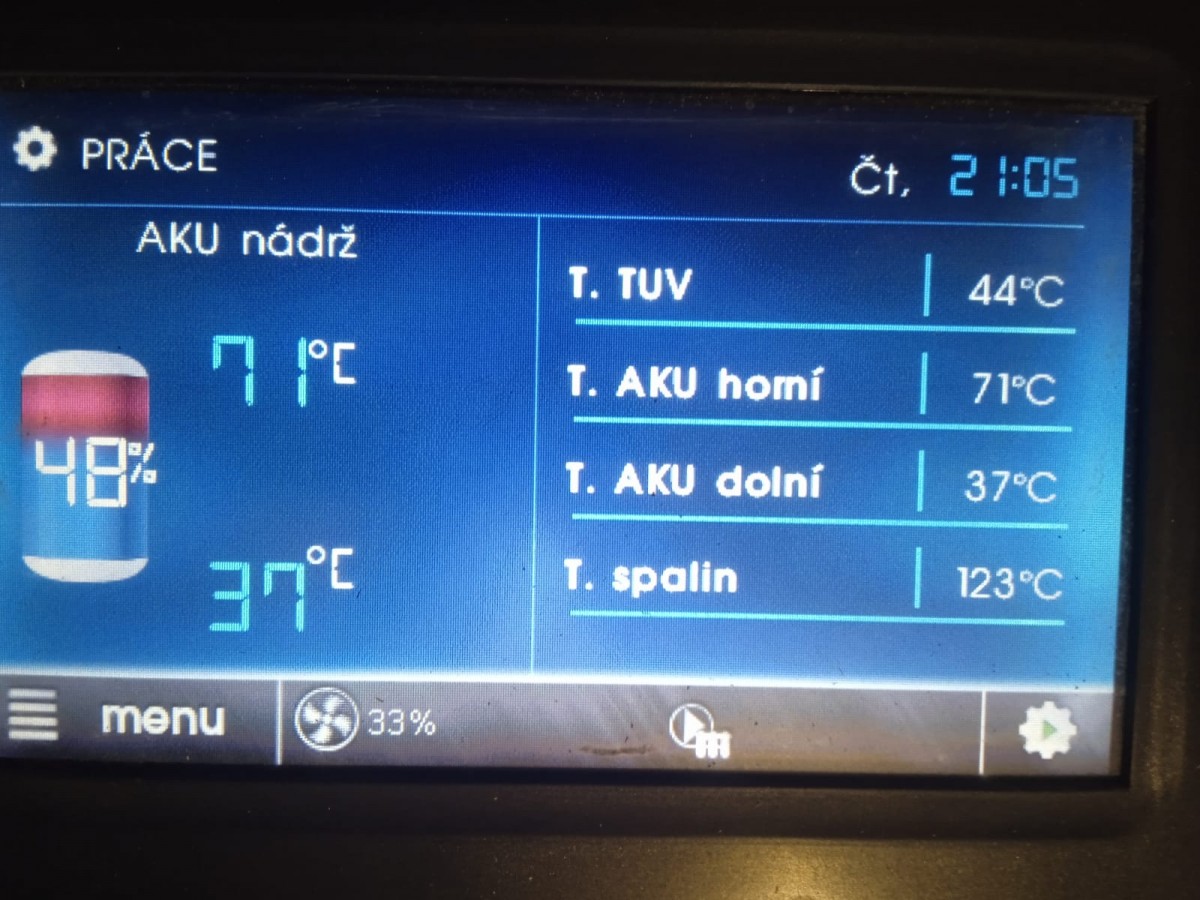 PRÁCE
Čt, 21:05
AKU nádrž
71°C
48%
37°C
T. TUV 44°C
T. AKU horní 71°C
T. AKU dolní 37°C
T. spalin 123°C
menu 33%